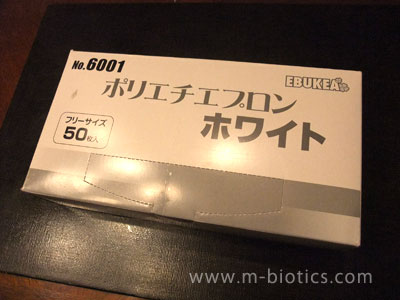 No.6001
EBUKEA
ポリエチエプロン
ホワイト
フリーサイズ
50枚入
www.m-biotics.com